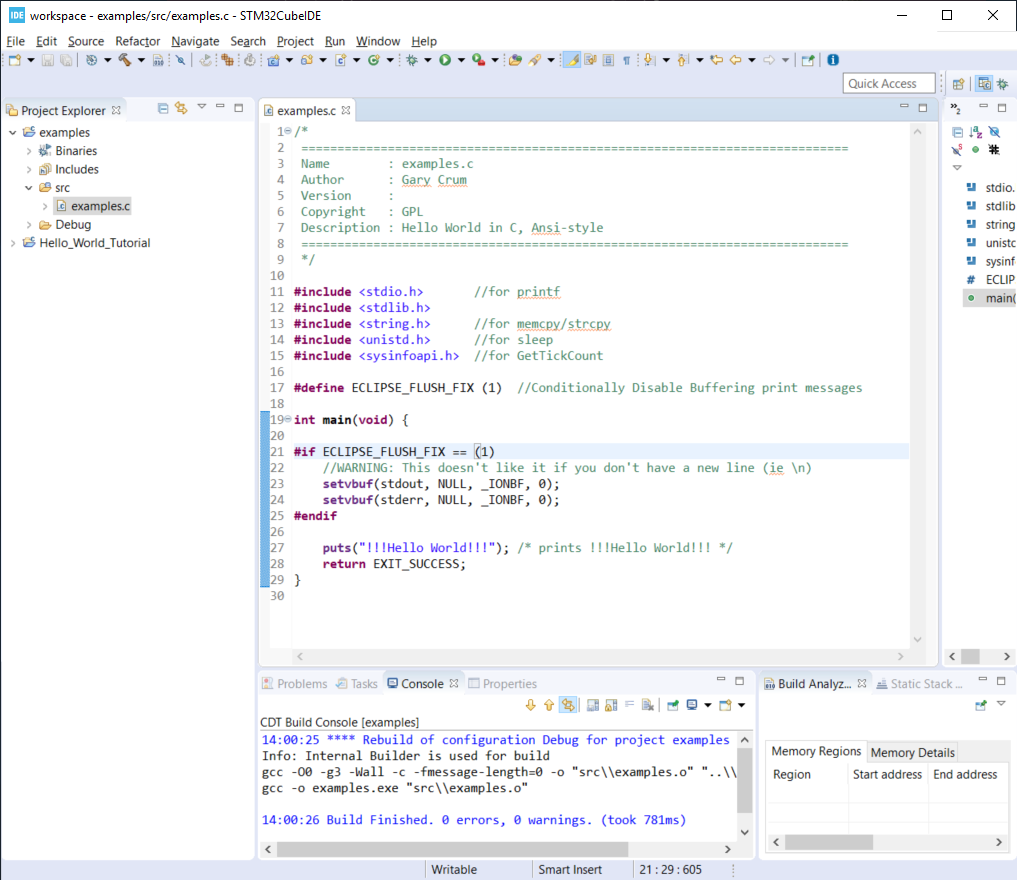 IDE workspace - examples/src/examples.c - STM32CubeIDE
File Edit Source Refactor Navigate Search Project Run Window Help
Quick Access
Project Explorer
examples
Binaries
Includes
src
examples.c
Debug
Hello_World_Tutorial
examples.c
1 /*
2 ============================================================================
3 Name        : examples.c
4 Author      : Gary Crum
5 Version     :
6 Copyright   : GPL
7 Description : Hello World in C, Ansi-style
8 ============================================================================
9 */
10
11 #include <stdio.h>       //for printf
12 #include <stdlib.h>
13 #include <string.h>      //for memcpy/strcpy
14 #include <unistd.h>      //for sleep
15 #include <sysinfoapi.h>  //for GetTickCount
16
17 #define ECLIPSE_FLUSH_FIX (1)  //Conditionally Disable Buffering print messages
18
19 int main(void) {
20
21 #if ECLIPSE_FLUSH_FIX == (1)
22     //WARNING: This doesn't like it if you don't have a new line (ie \n)
23     setvbuf(stdout, NULL, _IONBF, 0);
24     setvbuf(stderr, NULL, _IONBF, 0);
25 #endif
26
27     puts("!!!Hello World!!!"); /* prints !!!Hello World!!! */
28     return EXIT_SUCCESS;
29 }
30
2
stdio.
stdlib
string
unistc
sysinf
# ECLIP
main(
Problems Tasks Console Properties
CDT Build Console [examples]
14:00:25 **** Rebuild of configuration Debug for project examples
Info: Internal Builder is used for build
gcc -O0 -g3 -Wall -c -fmessage-length=0 -o "src\\examples.o" "..\\
gcc -o examples.exe "src\\examples.o"
14:00:26 Build Finished. 0 errors, 0 warnings. (took 781ms)
Build Analyz... Static Stack ...
Memory Regions Memory Details
Region Start address End address
Writable Smart Insert 21 : 29 : 605